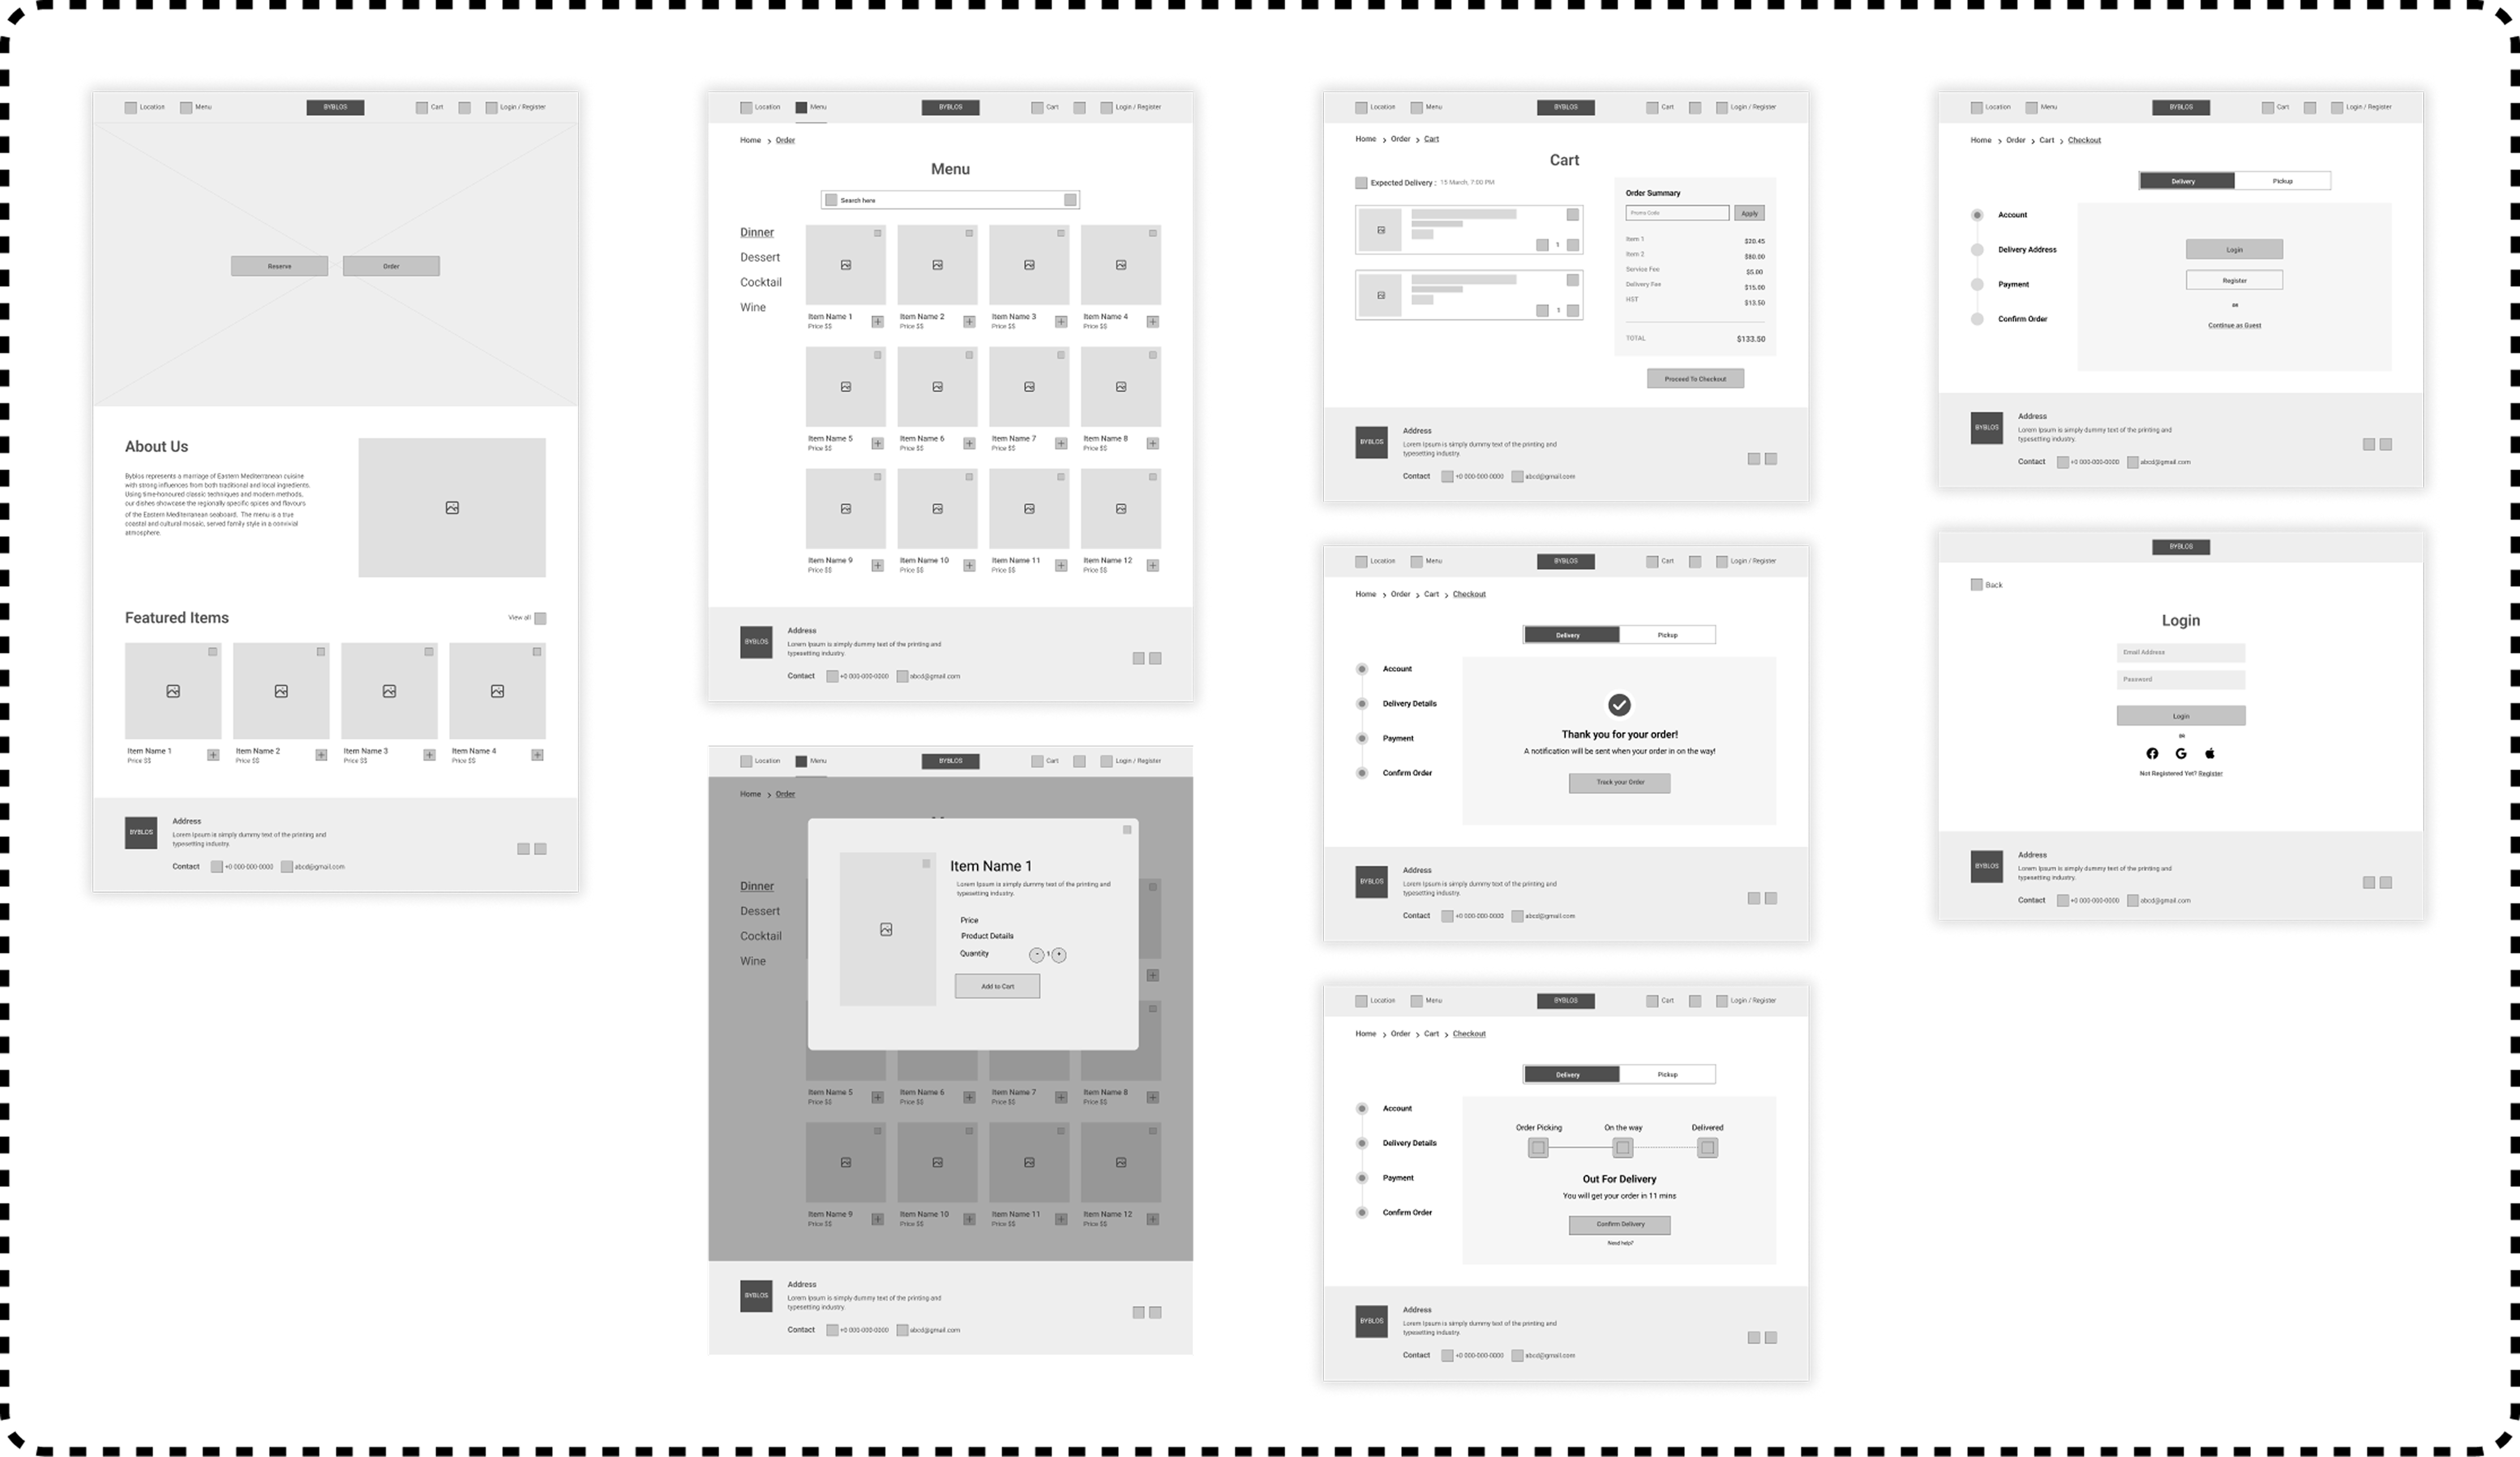 Location Menu BYBLOS Cart Login / Register
Reserve Order
About Us
Byblos represents a marriage of Eastern Mediterranean cuisine
with strong influences from both traditional and local ingredients.
Using time-honoured classic techniques and modern methods,
our dishes showcase the regionally specific spices and flavours
of the Eastern Mediterranean seaboard. The menu is a true
coastal and cultural mosaic, served family style in a convivial
atmosphere.
Featured Items View all
Item Name 1 Item Name 2 Item Name 3 Item Name 4
Price $$ Price $$ Price $$ Price $$
BYBLOS
Address
Lorem Ipsum is simply dummy text of the printing and
typesetting industry.
Contact +0 000-000-0000 abcd@gmail.com
Location Menu BYBLOS Cart Login / Register
Home > Order
Menu
Search here
Dinner
Dessert
Cocktail
Wine
Item Name 1 Item Name 2 Item Name 3 Item Name 4
Price $$ Price $$ Price $$ Price $$
Item Name 5 Item Name 6 Item Name 7 Item Name 8
Price $$ Price $$ Price $$ Price $$
Item Name 9 Item Name 10 Item Name 11 Item Name 12
Price $$ Price $$ Price $$ Price $$
BYBLOS
Address
Lorem Ipsum is simply dummy text of the printing and
typesetting industry.
Contact +0 000-000-0000 abcd@gmail.com
Location Menu BYBLOS Cart Login / Register
Home > Order
Dinner
Dessert
Cocktail
Wine
Item Name 1
Lorem Ipsum is simply dummy text of the printing and
typesetting industry.
Price
Product Details
Quantity - 1 +
Add to Cart
Item Name 5 Item Name 6 Item Name 7 Item Name 8
Price $$ Price $$ Price $$ Price $$
Item Name 9 Item Name 10 Item Name 11 Item Name 12
Price $$ Price $$ Price $$ Price $$
BYBLOS
Address
Lorem Ipsum is simply dummy text of the printing and
typesetting industry.
Contact +0 000-000-0000 abcd@gmail.com
Location Menu BYBLOS Cart Login / Register
Home > Order > Cart
Cart
Expected Delivery : 15 March, 7:00 PM
1
1
Order Summary
Promo Code Apply
Item 1 $20.45
Item 2 $80.00
Service Fee $5.00
Delivery Fee $15.00
HST $13.50
TOTAL $133.50
Proceed To Checkout
BYBLOS
Address
Lorem Ipsum is simply dummy text of the printing and
typesetting industry.
Contact +0 000-000-0000 abcd@gmail.com
Location Menu BYBLOS Cart Login / Register
Home > Order > Cart > Checkout
Delivery Pickup
Account
Delivery Details
Payment
Confirm Order
Thank you for your order!
A notification will be sent when your order in on the way!
Track your Order
BYBLOS
Address
Lorem Ipsum is simply dummy text of the printing and
typesetting industry.
Contact +0 000-000-0000 abcd@gmail.com
Location Menu BYBLOS Cart Login / Register
Home > Order > Cart > Checkout
Delivery Pickup
Account
Delivery Details
Payment
Confirm Order
Order Picking On the way Delivered
Out For Delivery
You will get your order in 11 mins
Confirm Delivery
Need help?
BYBLOS
Address
Lorem Ipsum is simply dummy text of the printing and
typesetting industry.
Contact +0 000-000-0000 abcd@gmail.com
Location Menu BYBLOS Cart Login / Register
Home > Order > Cart > Checkout
Delivery Pickup
Account
Delivery Address
Payment
Confirm Order
Login
Register
OR
Continue as Guest
BYBLOS
Address
Lorem Ipsum is simply dummy text of the printing and
typesetting industry.
Contact +0 000-000-0000 abcd@gmail.com
BYBLOS
Back
Login
Email Address
Password
Login
OR
Not Registered Yet? Register
BYBLOS
Address
Lorem Ipsum is simply dummy text of the printing and
typesetting industry.
Contact +0 000-000-0000 abcd@gmail.com